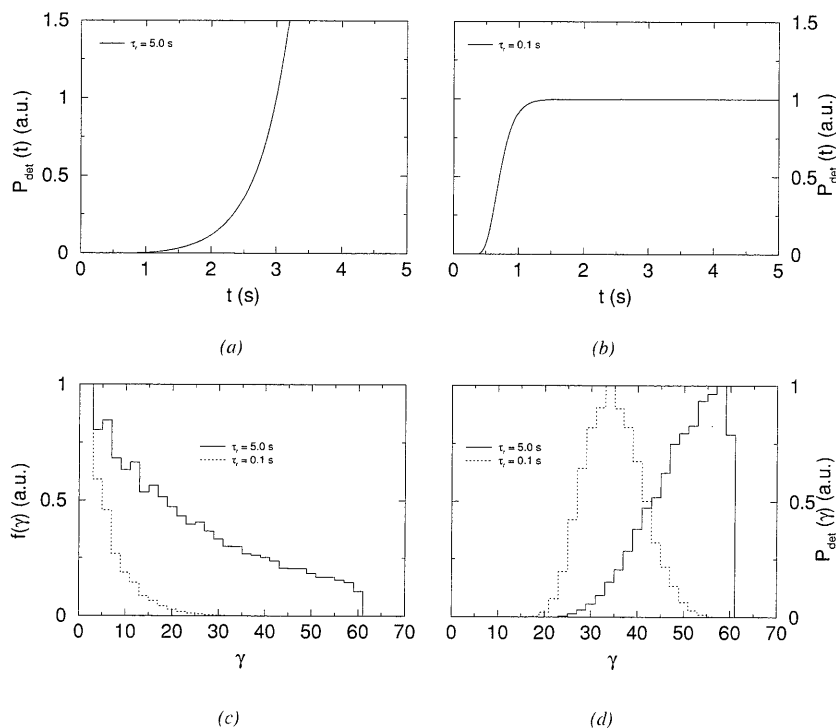 1.5
1
0.5
0
P_det (t) (a.u.)
τ_r = 5.0 s
0 1 2 3 4 5
t (s)
(a)
τ_r = 0.1 s
1.5
1
0.5
0
P_det (t) (a.u.)
0 1 2 3 4 5
t (s)
(b)
1
0.5
0
f(γ) (a.u.)
τ_r = 5.0 s
τ_r = 0.1 s
0 10 20 30 40 50 60 70
γ
(c)
τ_r = 5.0 s
τ_r = 0.1 s
1
0.5
0
P_det (γ) (a.u.)
0 10 20 30 40 50 60 70
γ
(d)